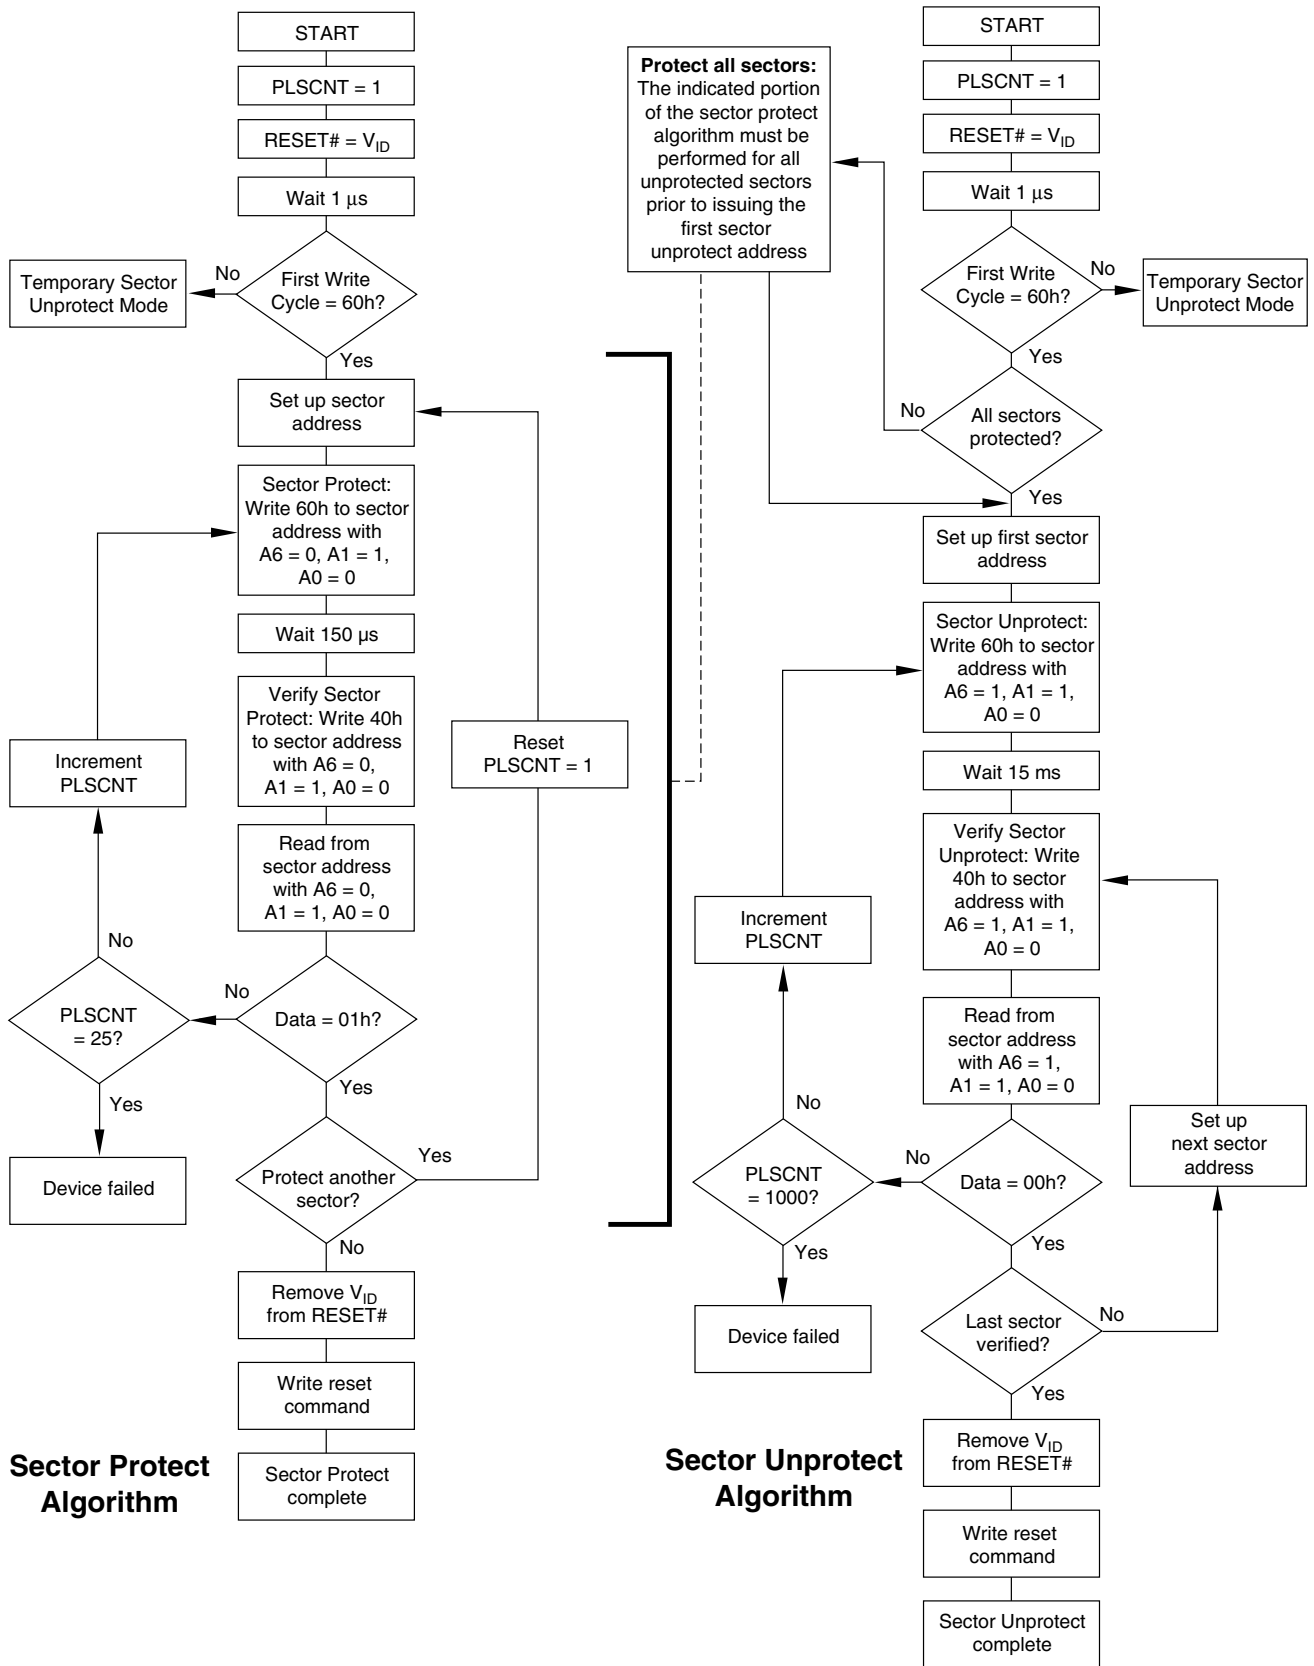 START
PLSCNT = 1
RESET# = VID
Wait 1 μs
First Write
Cycle = 60h?
No
Temporary Sector
Unprotect Mode
Yes
Set up sector
address
Sector Protect:
Write 60h to sector
address with
A6 = 0, A1 = 1,
A0 = 0
Wait 150 µs
Verify Sector
Protect: Write 40h
to sector address
with A6 = 0,
A1 = 1, A0 = 0
Increment
PLSCNT
Reset
PLSCNT = 1
Read from
sector address
with A6 = 0,
A1 = 1, A0 = 0
No
PLSCNT
= 25?
No
Data = 01h?
Yes
Yes
Device failed
Protect another
sector?
Yes
No
Remove VID
from RESET#
Write reset
command
Sector Protect
complete
Sector Protect
Algorithm
Protect all sectors:
The indicated portion
of the sector protect
algorithm must be
performed for all
unprotected sectors
prior to issuing the
first sector
unprotect address
START
PLSCNT = 1
RESET# = VID
Wait 1 μs
First Write
Cycle = 60h?
No
Temporary Sector
Unprotect Mode
Yes
No
All sectors
protected?
Yes
Set up first sector
address
Sector Unprotect:
Write 60h to sector
address with
A6 = 1, A1 = 1,
A0 = 0
Wait 15 ms
Verify Sector
Unprotect: Write
40h to sector
address with
A6 = 1, A1 = 1,
A0 = 0
Increment
PLSCNT
Read from
sector address
with A6 = 1,
A1 = 1, A0 = 0
No
Set up
next sector
address
PLSCNT
= 1000?
No
Data = 00h?
Yes
Yes
Device failed
Last sector
verified?
No
Yes
Remove VID
from RESET#
Write reset
command
Sector Unprotect
complete
Sector Unprotect
Algorithm